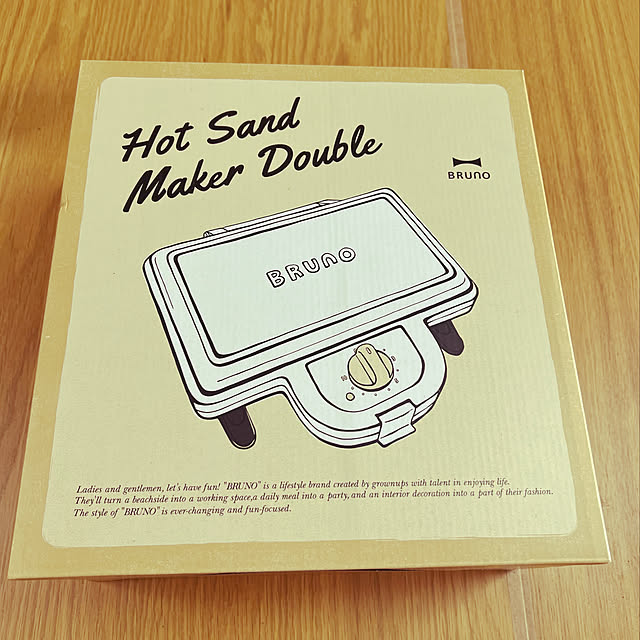 Hot Sand
Maker Double
BRUNO
BRUNO
Ladies and gentlemen, let's have fun! "BRUNO" is a lifestyle brand created by grownups with talent in enjoying life.
They'll turn a beachside into a working space,a daily meal into a party, and an interior decoration into a part of their fashion.
The style of "BRUNO" is ever-changing and fun-focused.